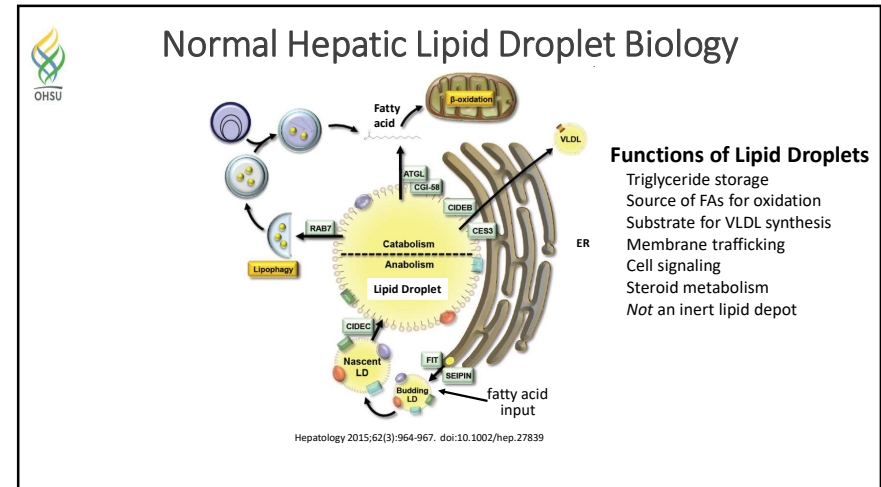 OHSU
Normal Hepatic Lipid Droplet Biology
Fatty
acid
β-oxidation
VLDL
ATGL
CGI-58
CIDEB
CES3
RAB7
Lipophagy
Catabolism
Anabolism
Lipid Droplet
ER
CIDEC
Nascent
LD
FIT
SEIPIN
Budding
LD
fatty acid
input
Functions of Lipid Droplets
Triglyceride storage
Source of FAs for oxidation
Substrate for VLDL synthesis
Membrane trafficking
Cell signaling
Steroid metabolism
Not an inert lipid depot
Hepatology 2015;62(3):964-967. doi:10.1002/hep.27839